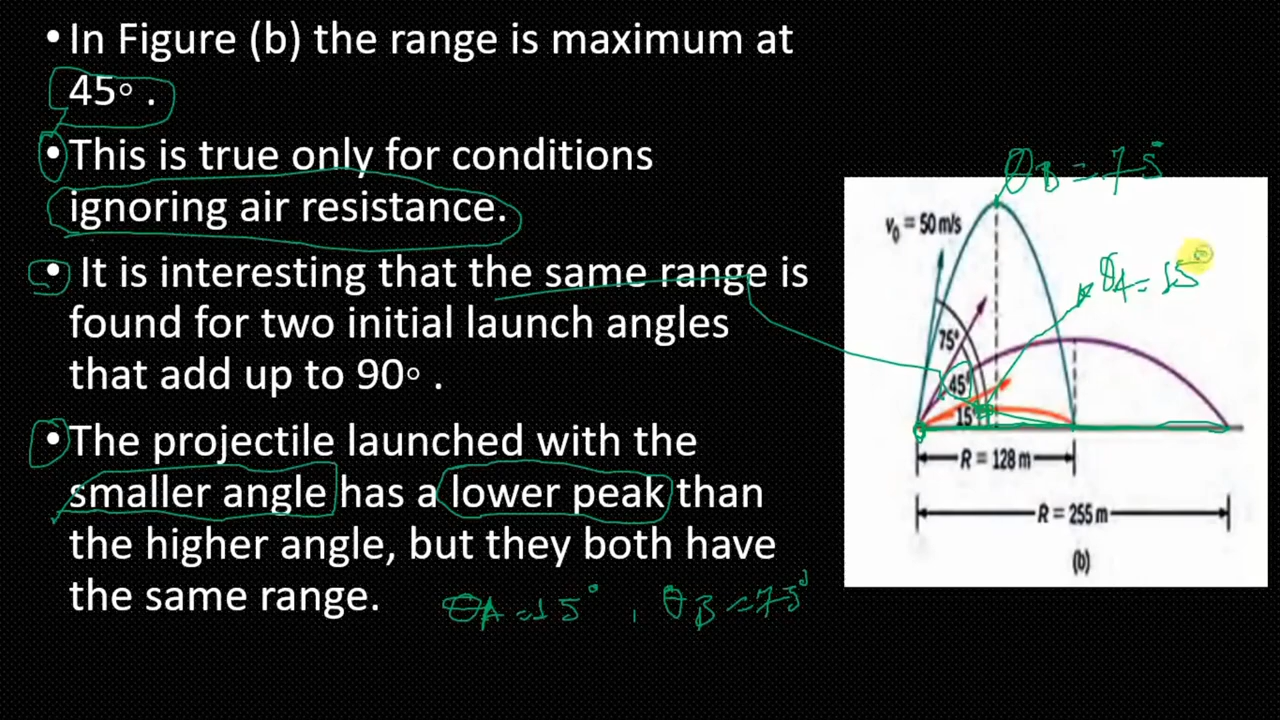 • In Figure (b) the range is maximum at
45° .
• This is true only for conditions
ignoring air resistance.
• It is interesting that the same range is
found for two initial launch angles
that add up to 90° .
• The projectile launched with the
smaller angle has a lower peak than
the higher angle, but they both have
the same range.
θA = 15° , θB = 75°
θB = 75°
v₀ = 50 m/s
θA = 15°
75°
45°
15°
R = 128 m
R = 255 m
(b)